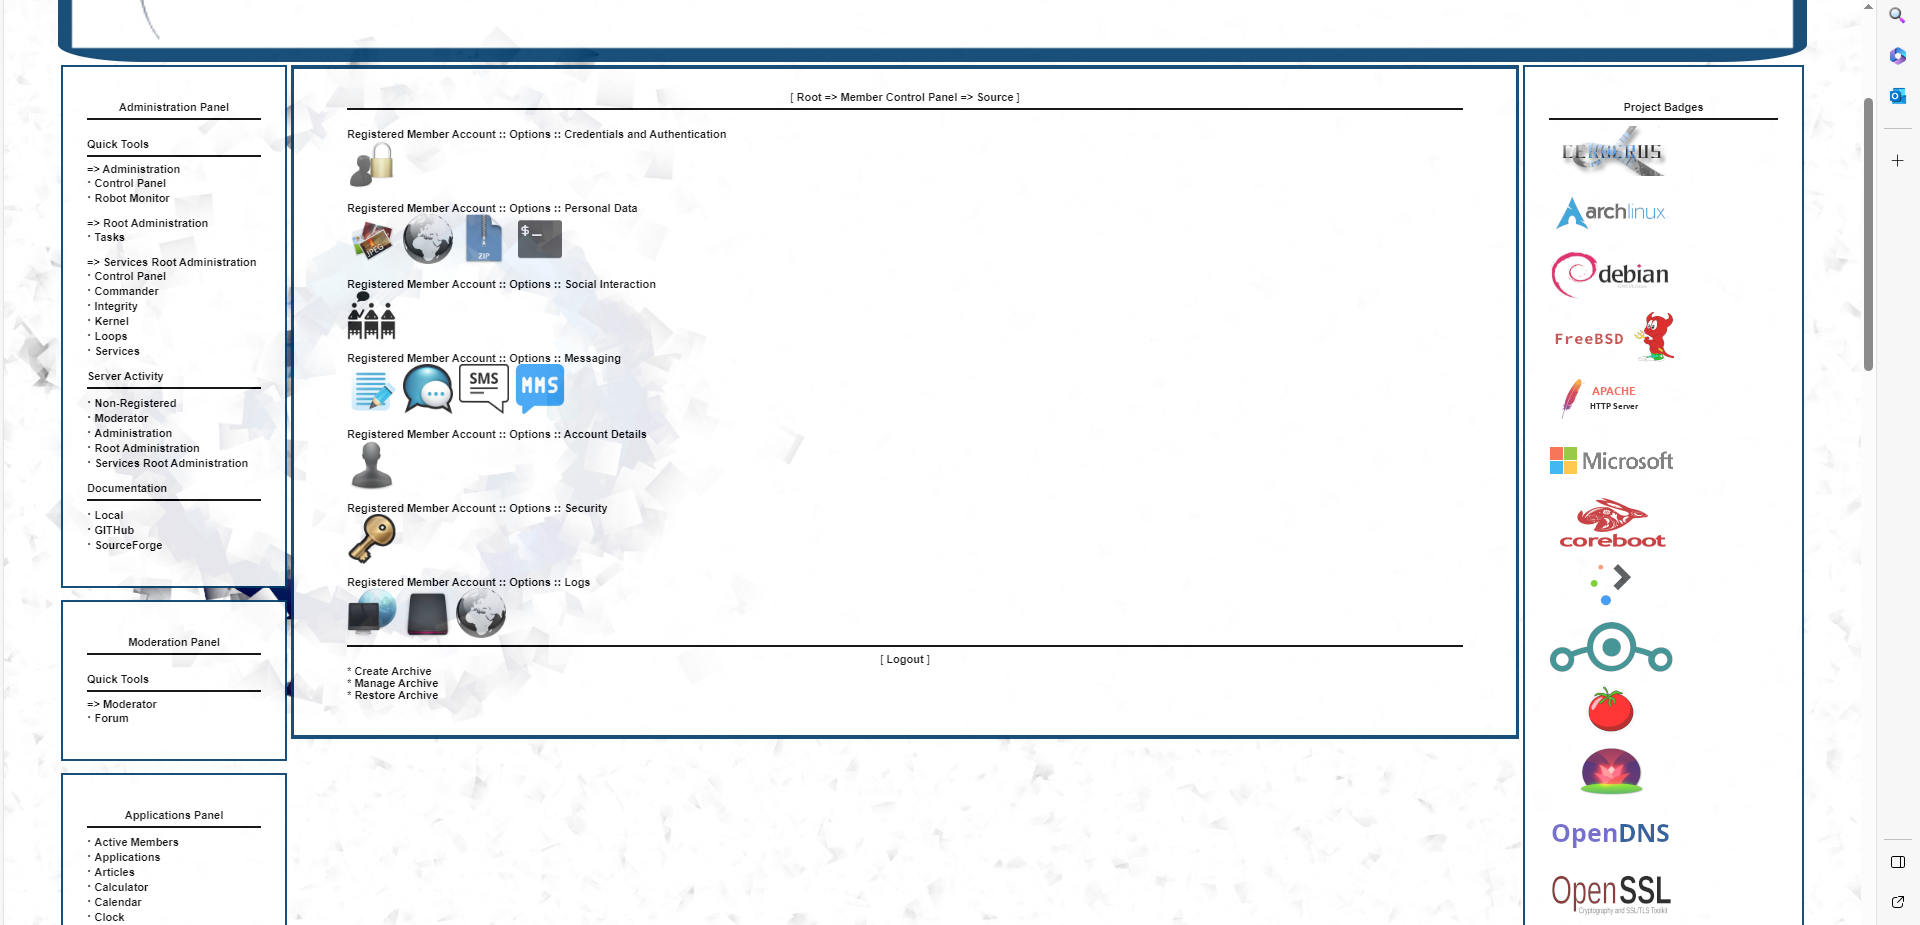 Administration Panel
Quick Tools
=> Administration
· Control Panel
· Robot Monitor
=> Root Administration
· Tasks
=> Services Root Administration
· Control Panel
· Commander
· Integrity
· Kernel
· Loops
· Services
Server Activity
· Non-Registered
· Moderator
· Administration
· Root Administration
· Services Root Administration
Documentation
· Local
· GITHub
· SourceForge
Moderation Panel
Quick Tools
=> Moderator
· Forum
Applications Panel
· Active Members
· Applications
· Articles
· Calculator
· Calendar
· Clock
[ Root => Member Control Panel => Source ]
Registered Member Account :: Options :: Credentials and Authentication
Registered Member Account :: Options :: Personal Data
JPEG
ZIP
$_
Registered Member Account :: Options :: Social Interaction
Registered Member Account :: Options :: Messaging
SMS
MMS
Registered Member Account :: Options :: Account Details
Registered Member Account :: Options :: Security
Registered Member Account :: Options :: Logs
[ Logout ]
* Create Archive
* Manage Archive
* Restore Archive
Project Badges
CERBERUS
archlinux
debian
FreeBSD
APACHE
HTTP Server
Microsoft
coreboot
OpenDNS
OpenSSL
Cryptography and SSL/TLS Toolkit